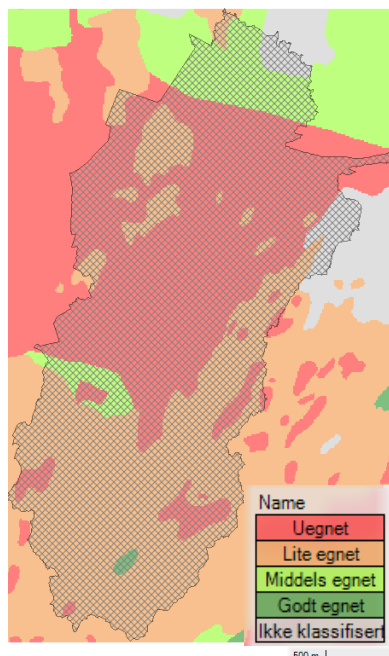 Name
Uegnet
Lite egnet
Middels egnet
Godt egnet
Ikke klassifisert
500 m